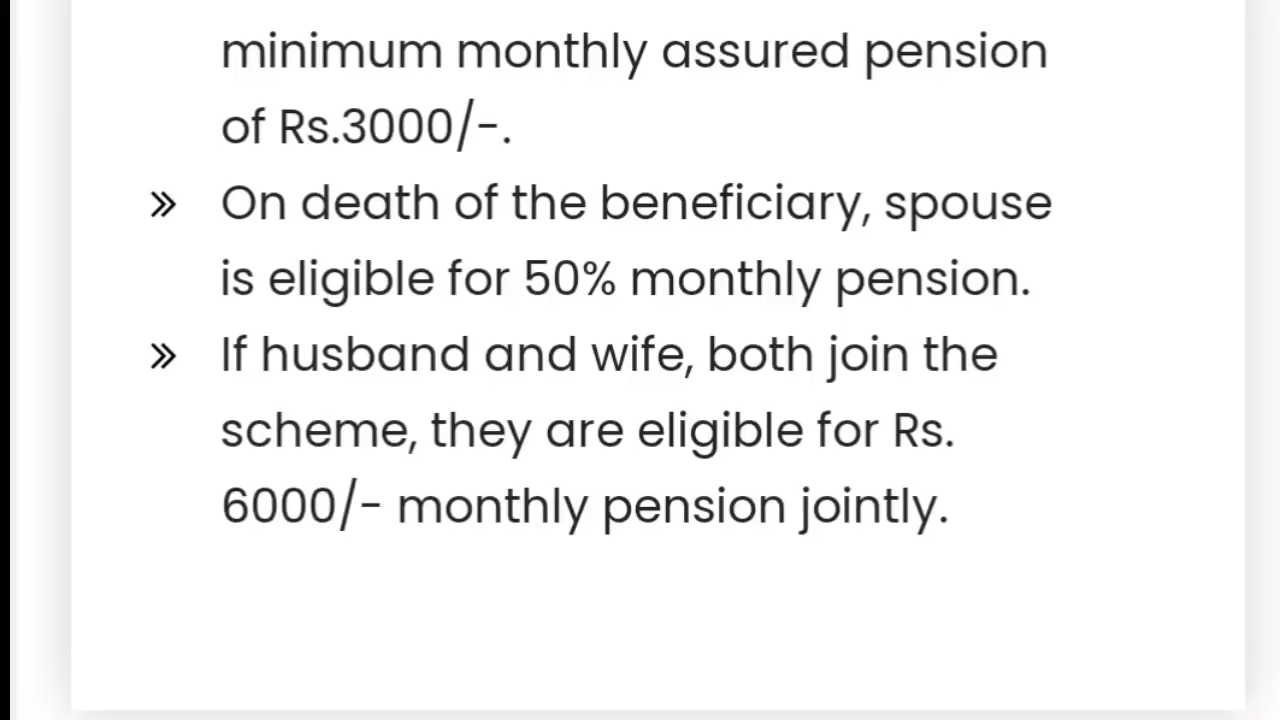 minimum monthly assured pension
of Rs.3000/-.
» On death of the beneficiary, spouse
is eligible for 50% monthly pension.
» If husband and wife, both join the
scheme, they are eligible for Rs.
6000/- monthly pension jointly.